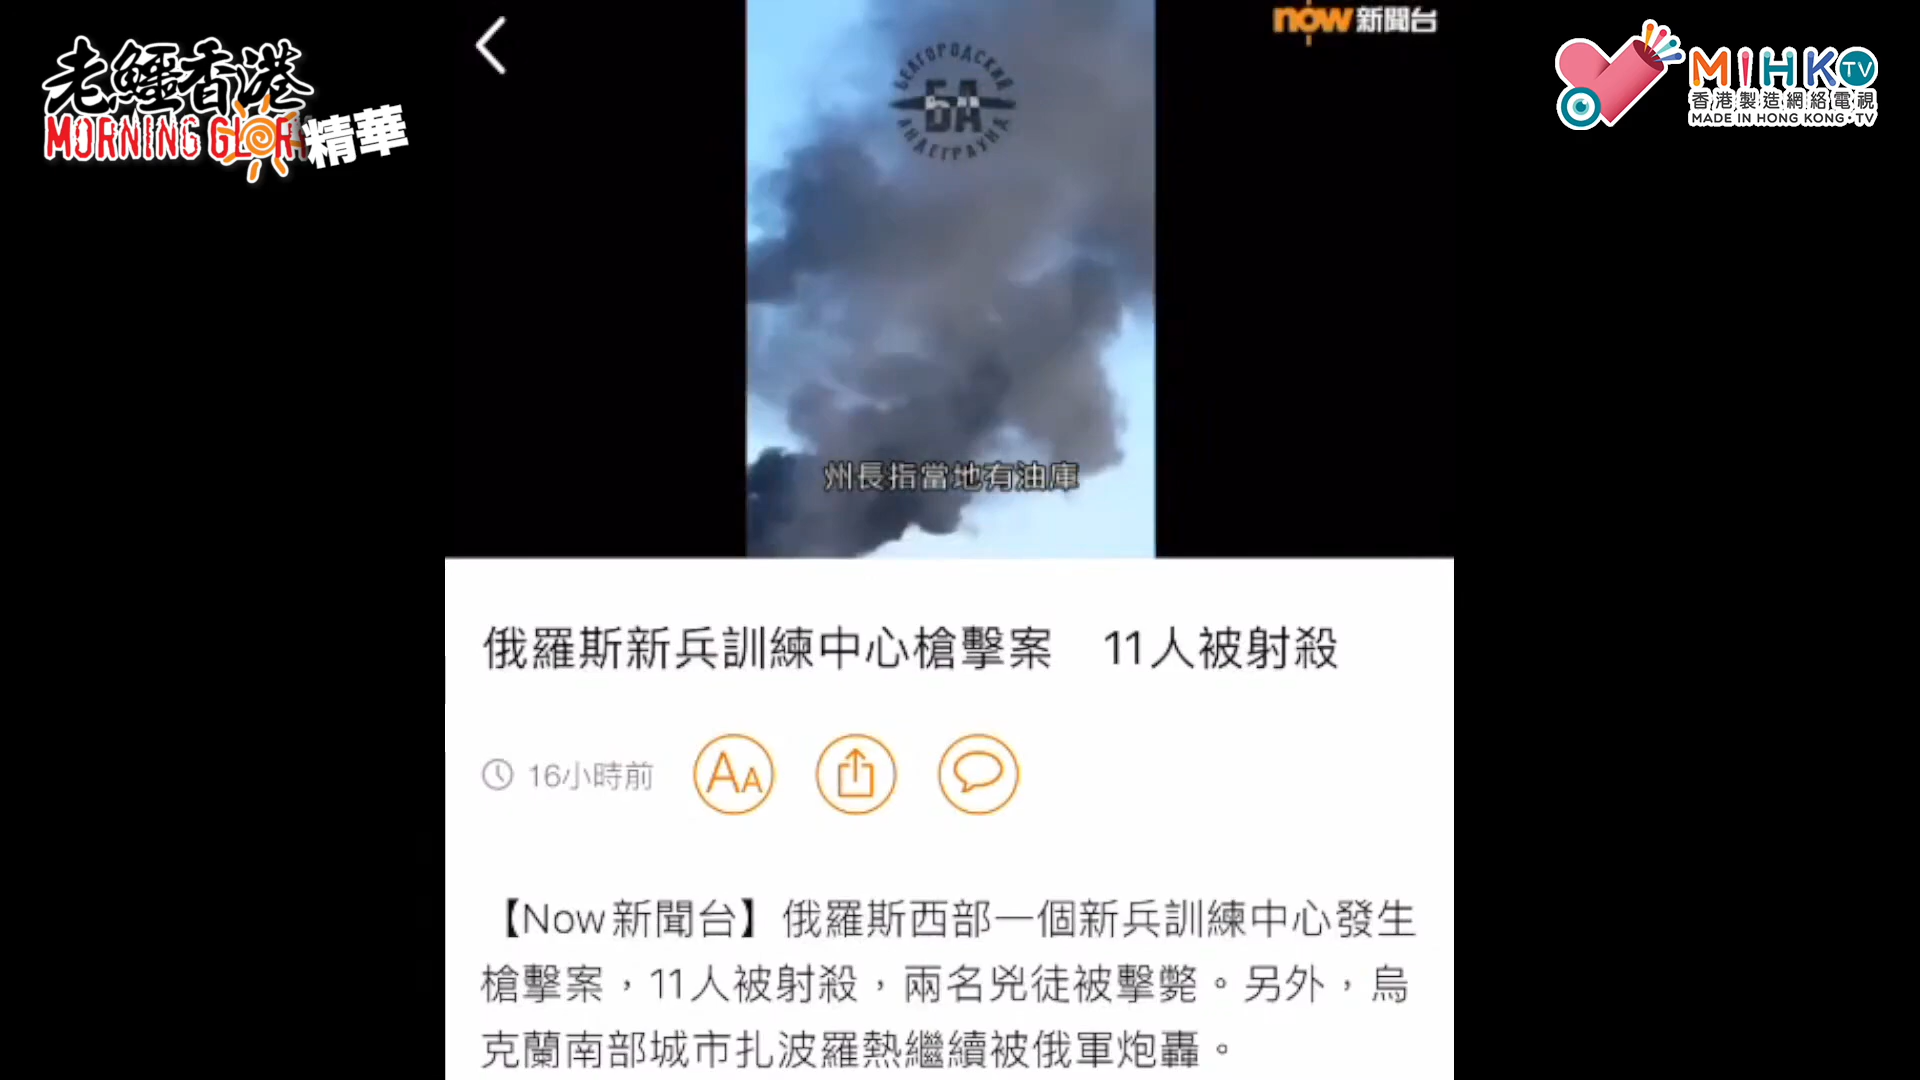 老鱷香港
MORNING GLORY
精華
БЕЛГОРОДСКИЙ
БА
АНДЕГРАУНД
now新聞台
MIHK TV
香港製造網絡電視
MADE IN HONG KONG·TV
州長指當地有油庫
俄羅斯新兵訓練中心槍擊案　11人被射殺
16小時前
AA
【Now新聞台】俄羅斯西部一個新兵訓練中心發生
槍擊案，11人被射殺，兩名兇徒被擊斃。另外，烏
克蘭南部城市扎波羅熱繼續被俄軍炮轟。